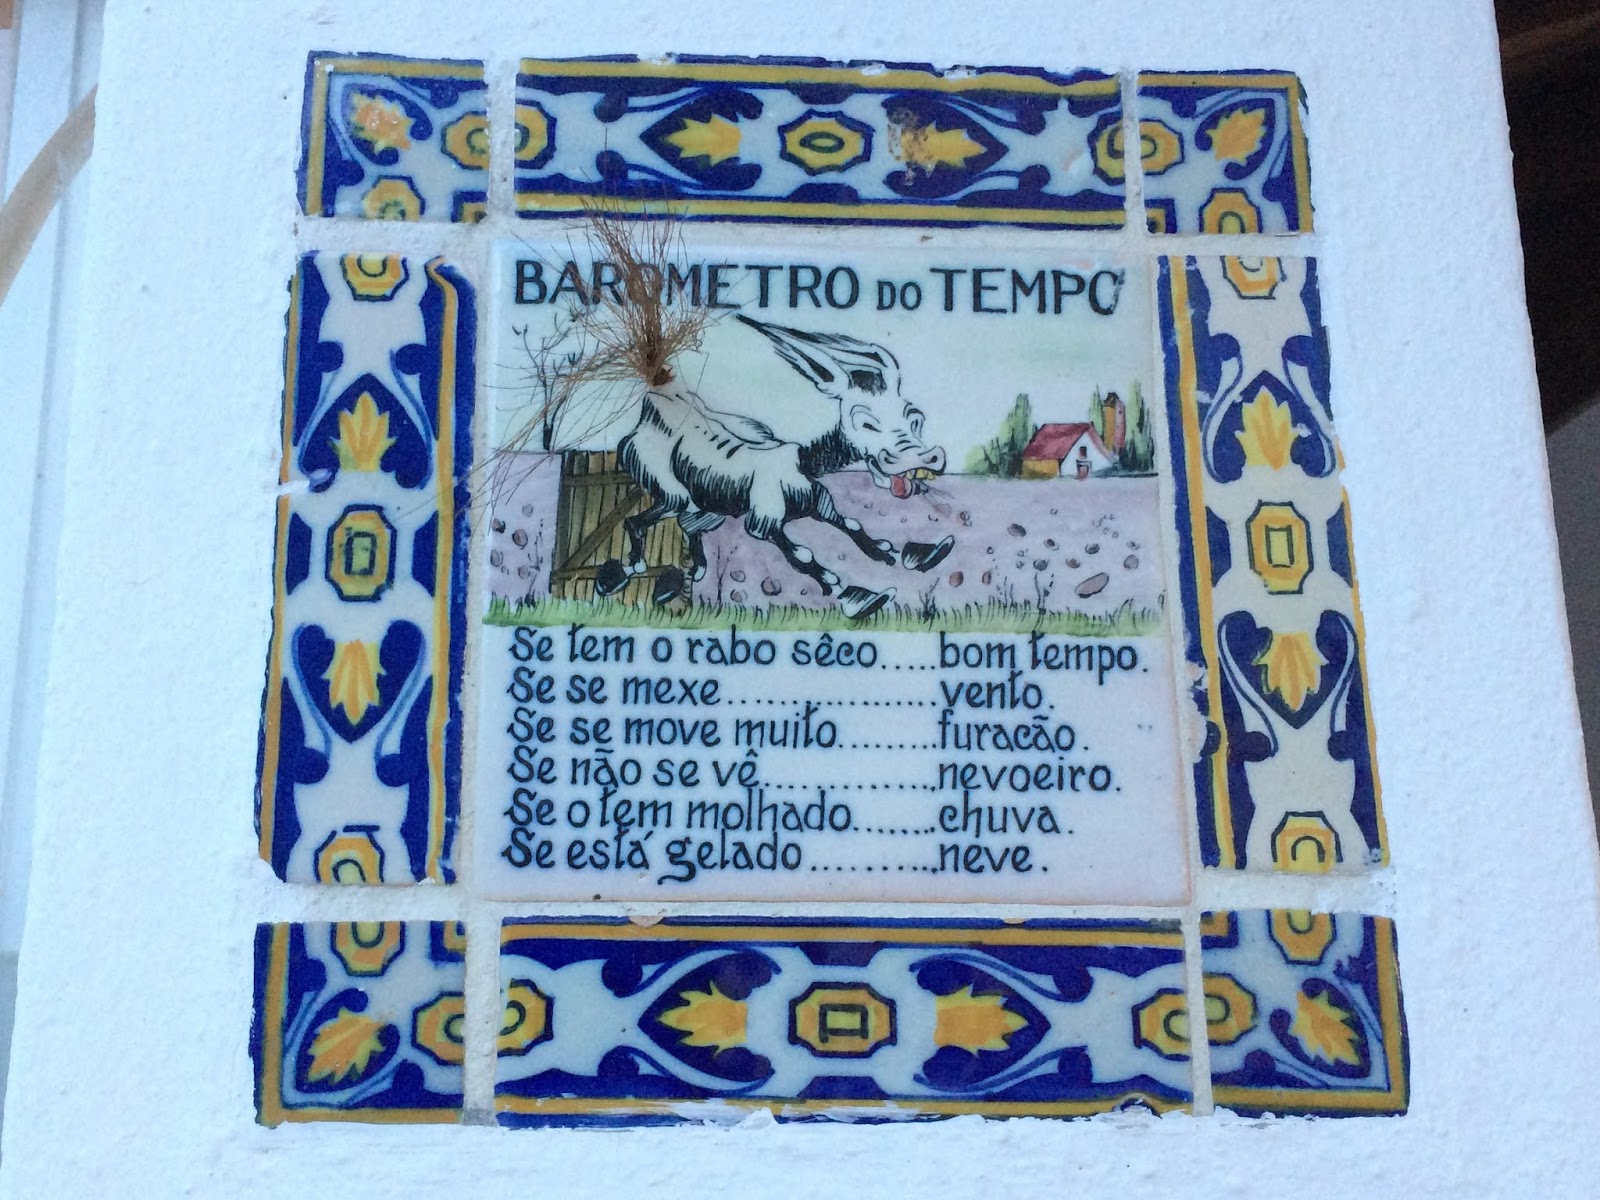 BAROMETRO DO TEMPO
Se tem o rabo sêco.....bom tempo.
Se se mexe..................vento.
Se se move muito.........furacão.
Se não se vê...............nevoeiro.
Se o tem molhado.......chuva.
Se está gelado...........neve.